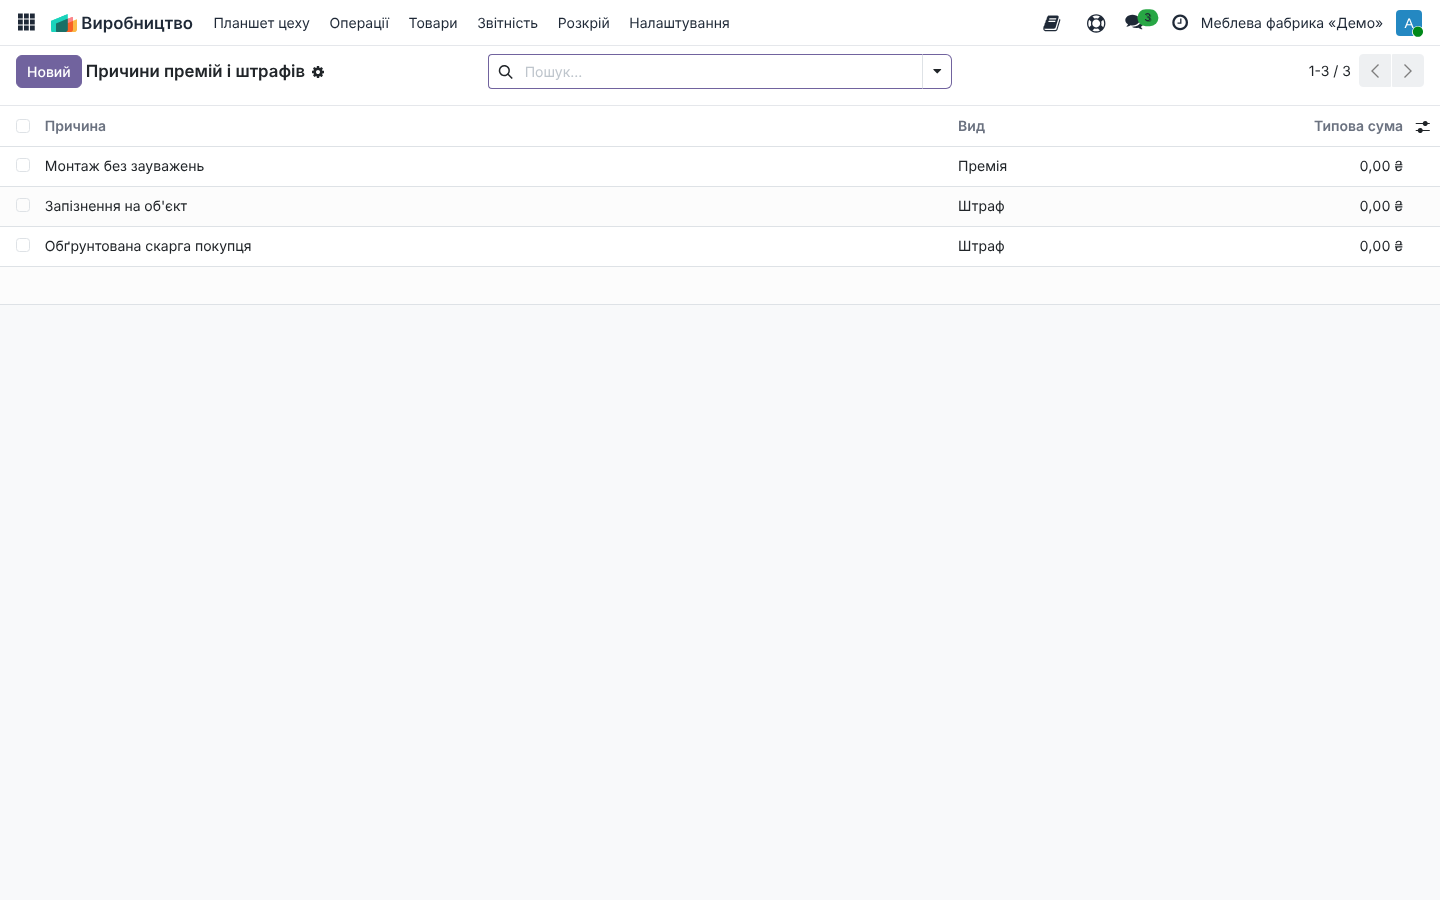 Виробництво Планшет цеху Операції Товари Звітність Розкрій Налаштування 3 Меблева фабрика «Демо» A
Новий Причини премій і штрафів Пошук... 1-3 / 3
Причина Вид Типова сума
Монтаж без зауважень Премія 0,00 ₴
Запізнення на об'єкт Штраф 0,00 ₴
Обґрунтована скарга покупця Штраф 0,00 ₴